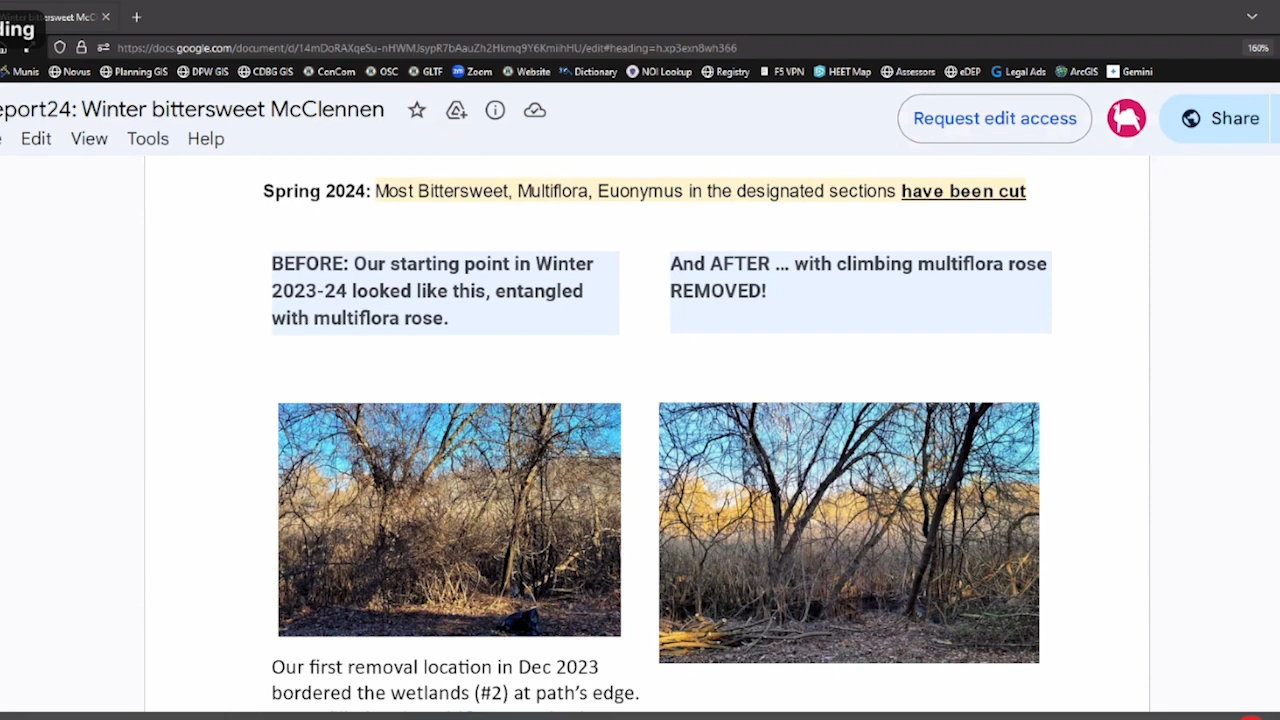 Winter bittersweet McC
ding
https://docs.google.com/document/d/14mDoRAXqeSu-nHWMJsypR7bAauZh2Hkmq9Y6KmiihHU/edit#heading=h.xp3exn8wh366
160%
Munis Novus Planning GIS DPW GIS CDBG GIS ConCom OSC GLTF Zoom Website Dictionary NOI Lookup Registry F5 VPN HEET Map Assessors eDEP Legal Ads ArcGIS Gemini
eport24: Winter bittersweet McClennen
Request edit access
Share
e Edit View Tools Help
Spring 2024: Most Bittersweet, Multiflora, Euonymus in the designated sections have been cut
BEFORE: Our starting point in Winter
2023-24 looked like this, entangled
with multiflora rose.
And AFTER ... with climbing multiflora rose
REMOVED!
Our first removal location in Dec 2023
bordered the wetlands (#2) at path's edge.